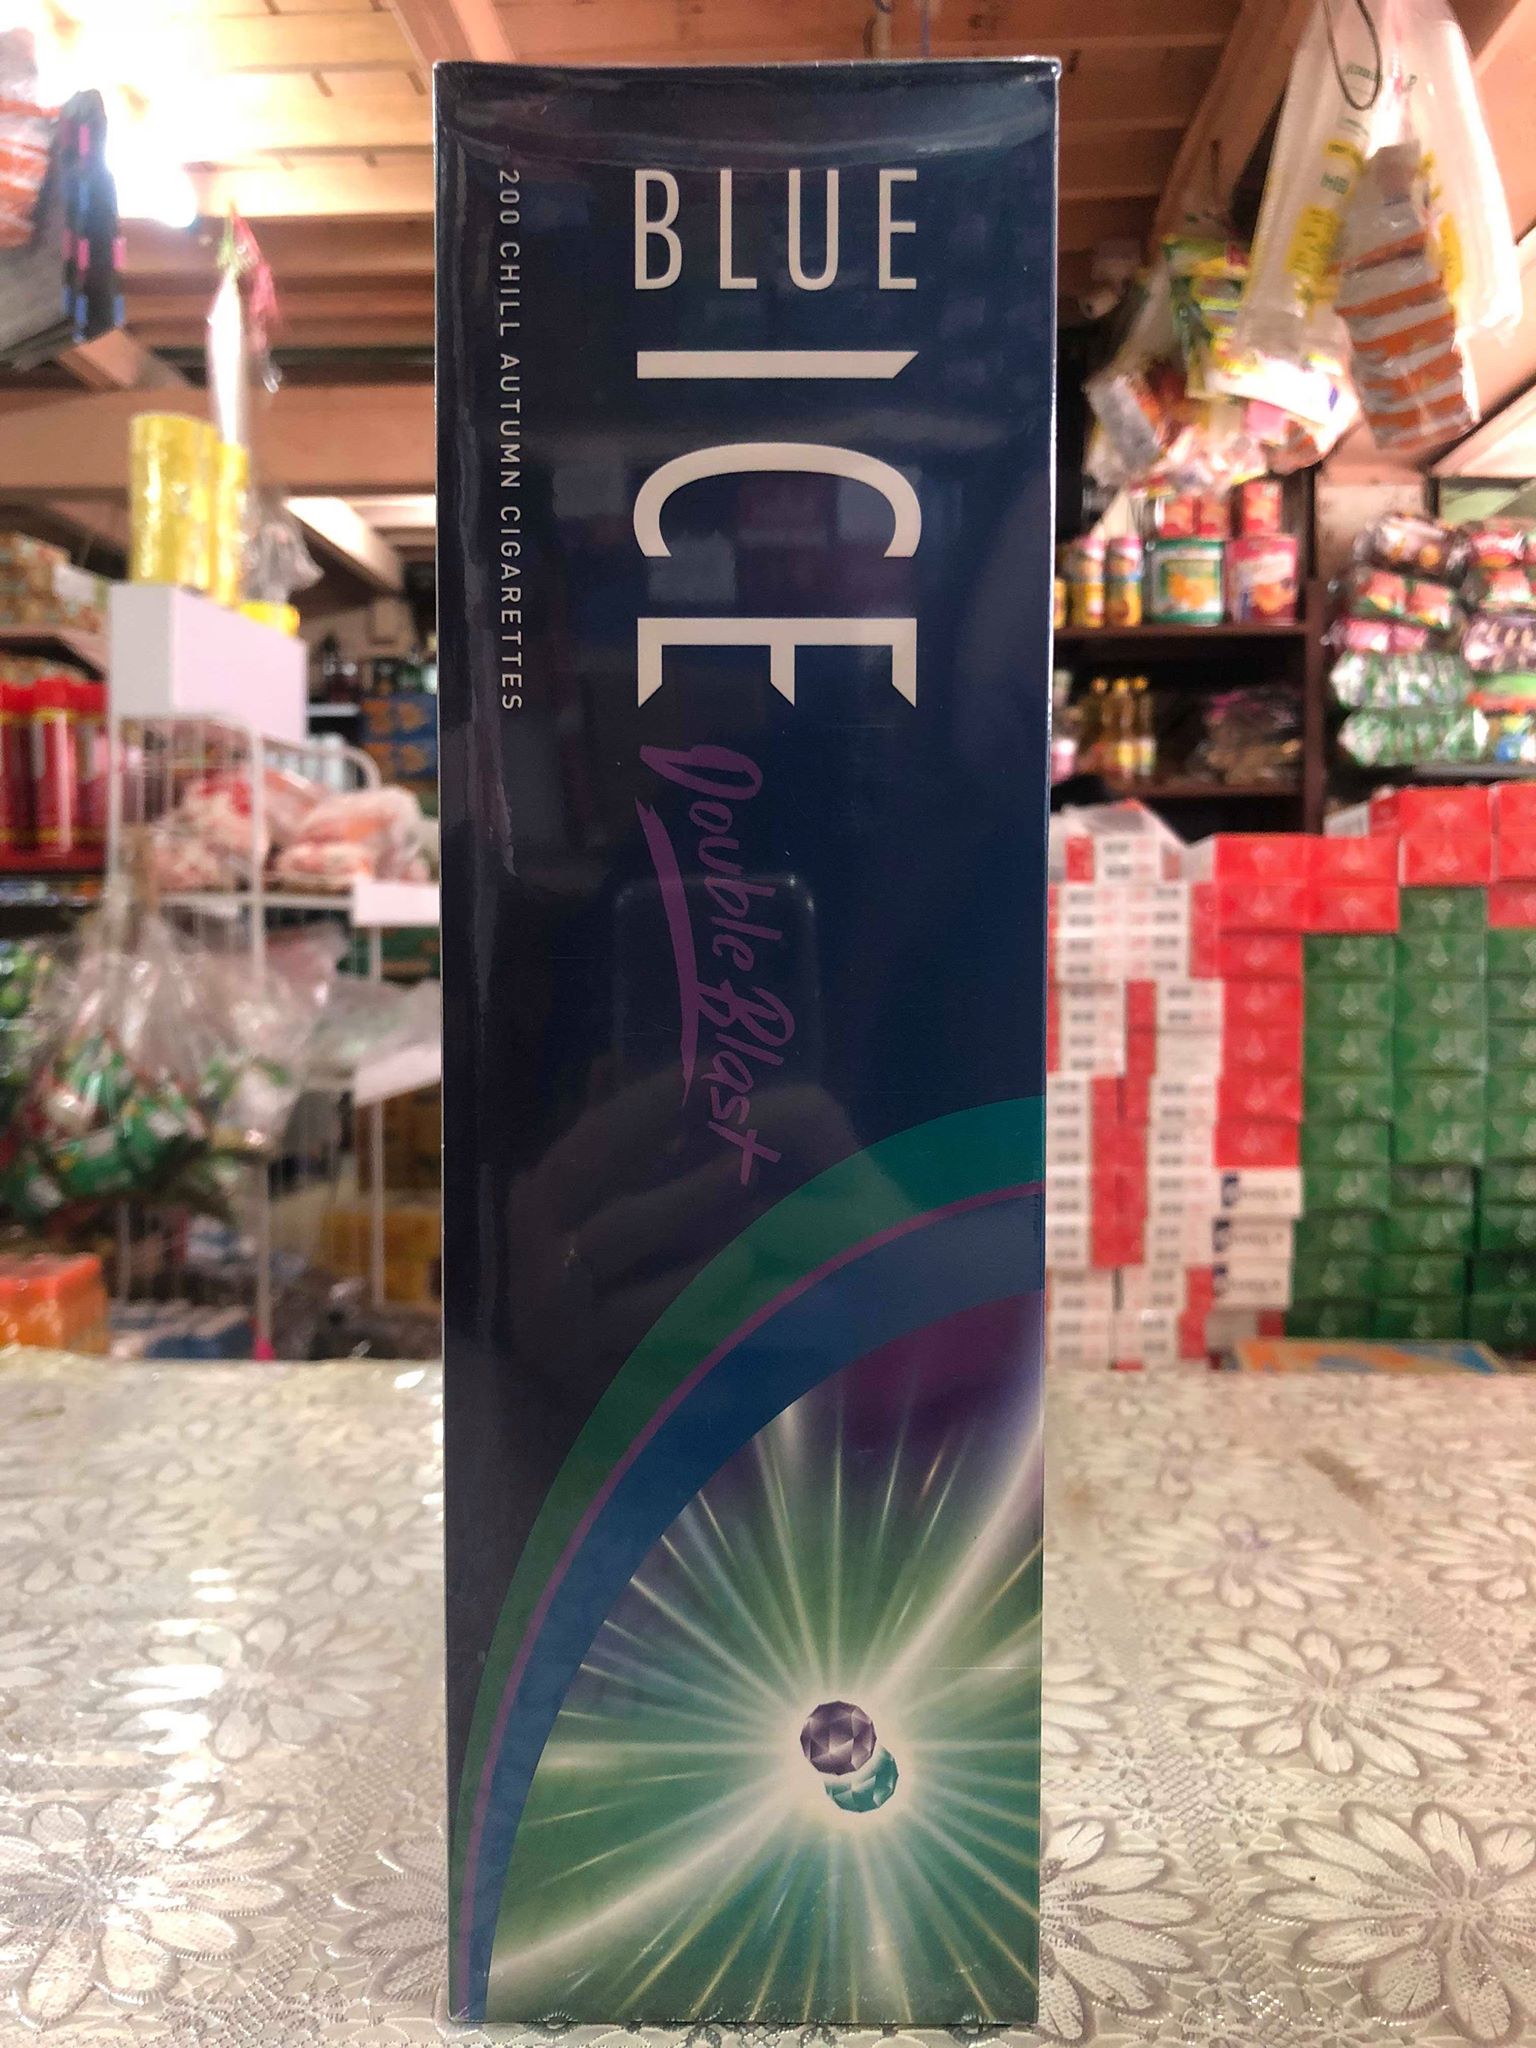 BLUE
ICE
Double Blast
200 CHILL AUTUMN CIGARETTES